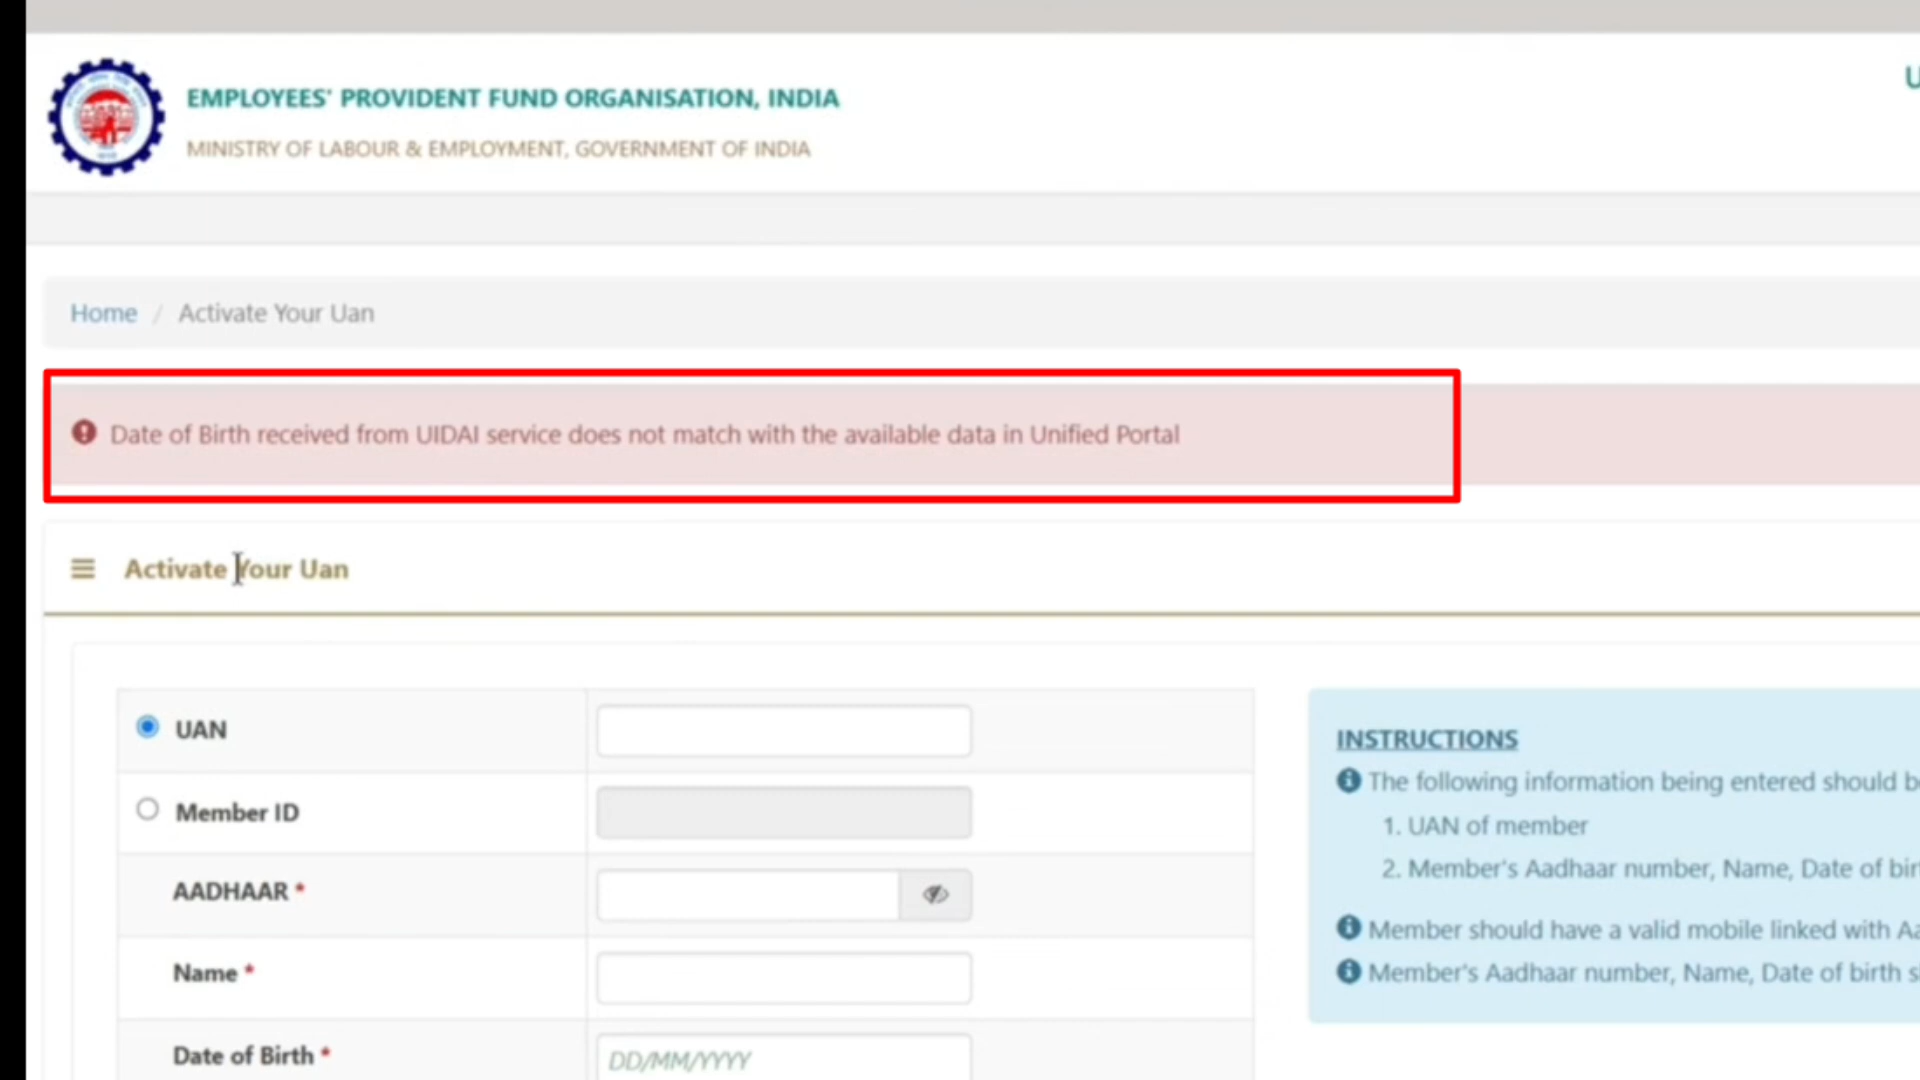 U
EMPLOYEES' PROVIDENT FUND ORGANISATION, INDIA
MINISTRY OF LABOUR & EMPLOYMENT, GOVERNMENT OF INDIA
Home / Activate Your Uan
Date of Birth received from UIDAI service does not match with the available data in Unified Portal
Activate Your Uan
UAN
Member ID
AADHAAR *
Name *
Date of Birth *
DD/MM/YYYY
INSTRUCTIONS
The following information being entered should b
1. UAN of member
2. Member's Aadhaar number, Name, Date of bir
Member should have a valid mobile linked with Aa
Member's Aadhaar number, Name, Date of birth s